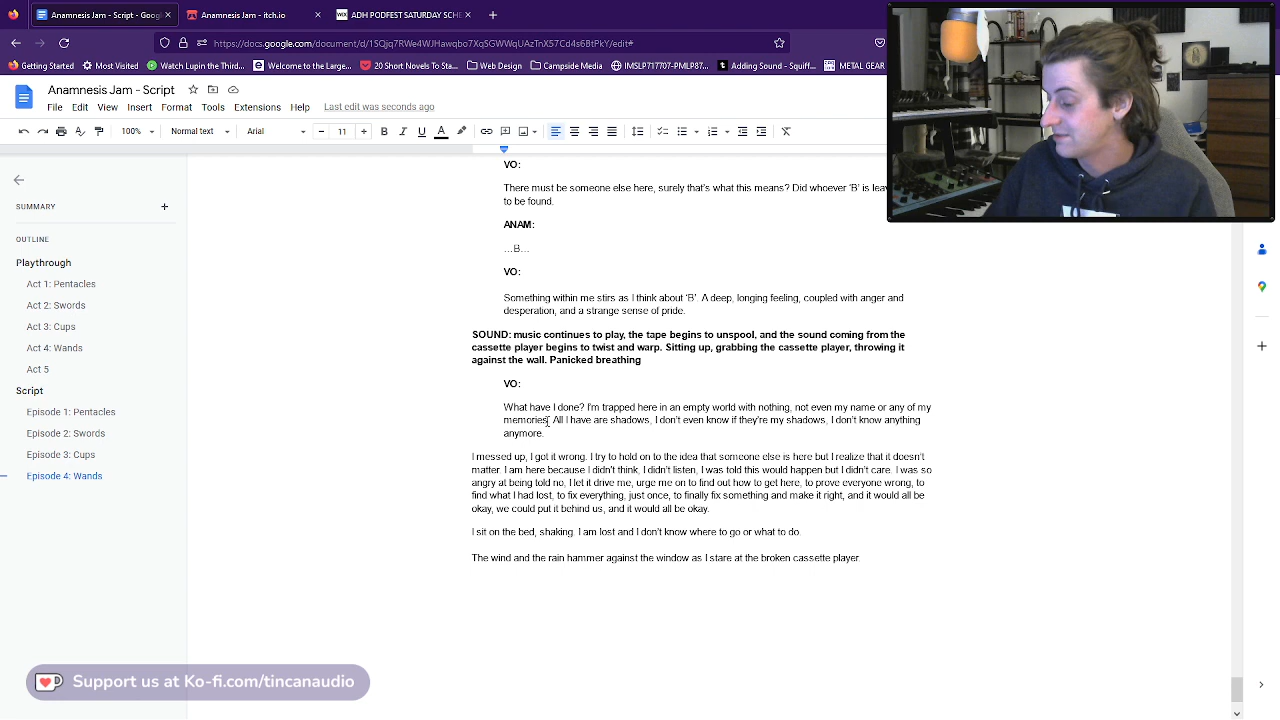 Anamnesis Jam - Script - Goog
Anamnesis Jam - itch.io
WIX ADH PODFEST SATURDAY SCHE
https://docs.google.com/document/d/1SQjq7RWe4WJHawqbo7XqSGWWqUAzTnXS7Cd4s6BtPkY/edit#
Getting Started
Most Visited
Watch Lupin the Third...
Welcome to the Large...
20 Short Novels To Sta...
Web Design
Campside Media
IMSLP717707-PMLP87...
Adding Sound - Squiff...
METAL GEAR
Anamnesis Jam - Script
File Edit View Insert Format Tools Extensions Help Last edit was seconds ago
100% Normal text Arial 11
SUMMARY
OUTLINE
Playthrough
Act 1: Pentacles
Act 2: Swords
Act 3: Cups
Act 4: Wands
Act 5
Script
Episode 1: Pentacles
Episode 2: Swords
Episode 3: Cups
Episode 4: Wands
VO:
There must be someone else here, surely that's what this means? Did whoever 'B' is lea
to be found.
ANAM:
…B…
VO:
Something within me stirs as I think about 'B'. A deep, longing feeling, coupled with anger and
desperation, and a strange sense of pride.
SOUND: music continues to play, the tape begins to unspool, and the sound coming from the
cassette player begins to twist and warp. Sitting up, grabbing the cassette player, throwing it
against the wall. Panicked breathing
VO:
What have I done? I'm trapped here in an empty world with nothing, not even my name or any of my
memories. All I have are shadows, I don't even know if they're my shadows, I don't know anything
anymore.
I messed up, I got it wrong. I try to hold on to the idea that someone else is here but I realize that it doesn't
matter. I am here because I didn't think, I didn't listen, I was told this would happen but I didn't care. I was so
angry at being told no, I let it drive me, urge me on to find out how to get here, to prove everyone wrong, to
find what I had lost, to fix everything, just once, to finally fix something and make it right, and it would all be
okay, we could put it behind us, and it would all be okay.
I sit on the bed, shaking. I am lost and I don't know where to go or what to do.
The wind and the rain hammer against the window as I stare at the broken cassette player.
Support us at Ko-fi.com/tincanaudio